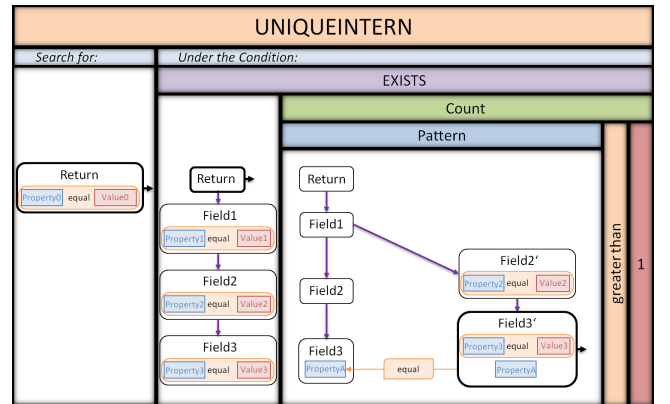 UNIQUEINTERN
Search for:
Under the Condition:
EXISTS
Count
Pattern
greater than
1
Return
Property0 equal Value0
Return
Field1
Property1 equal Value1
Field2
Property2 equal Value2
Field3
Property3 equal Value3
Return
Field1
Field2
Field3
PropertyA
equal
Field2‘
Property2 equal Value2
Field3‘
Property3 equal Value3
PropertyA